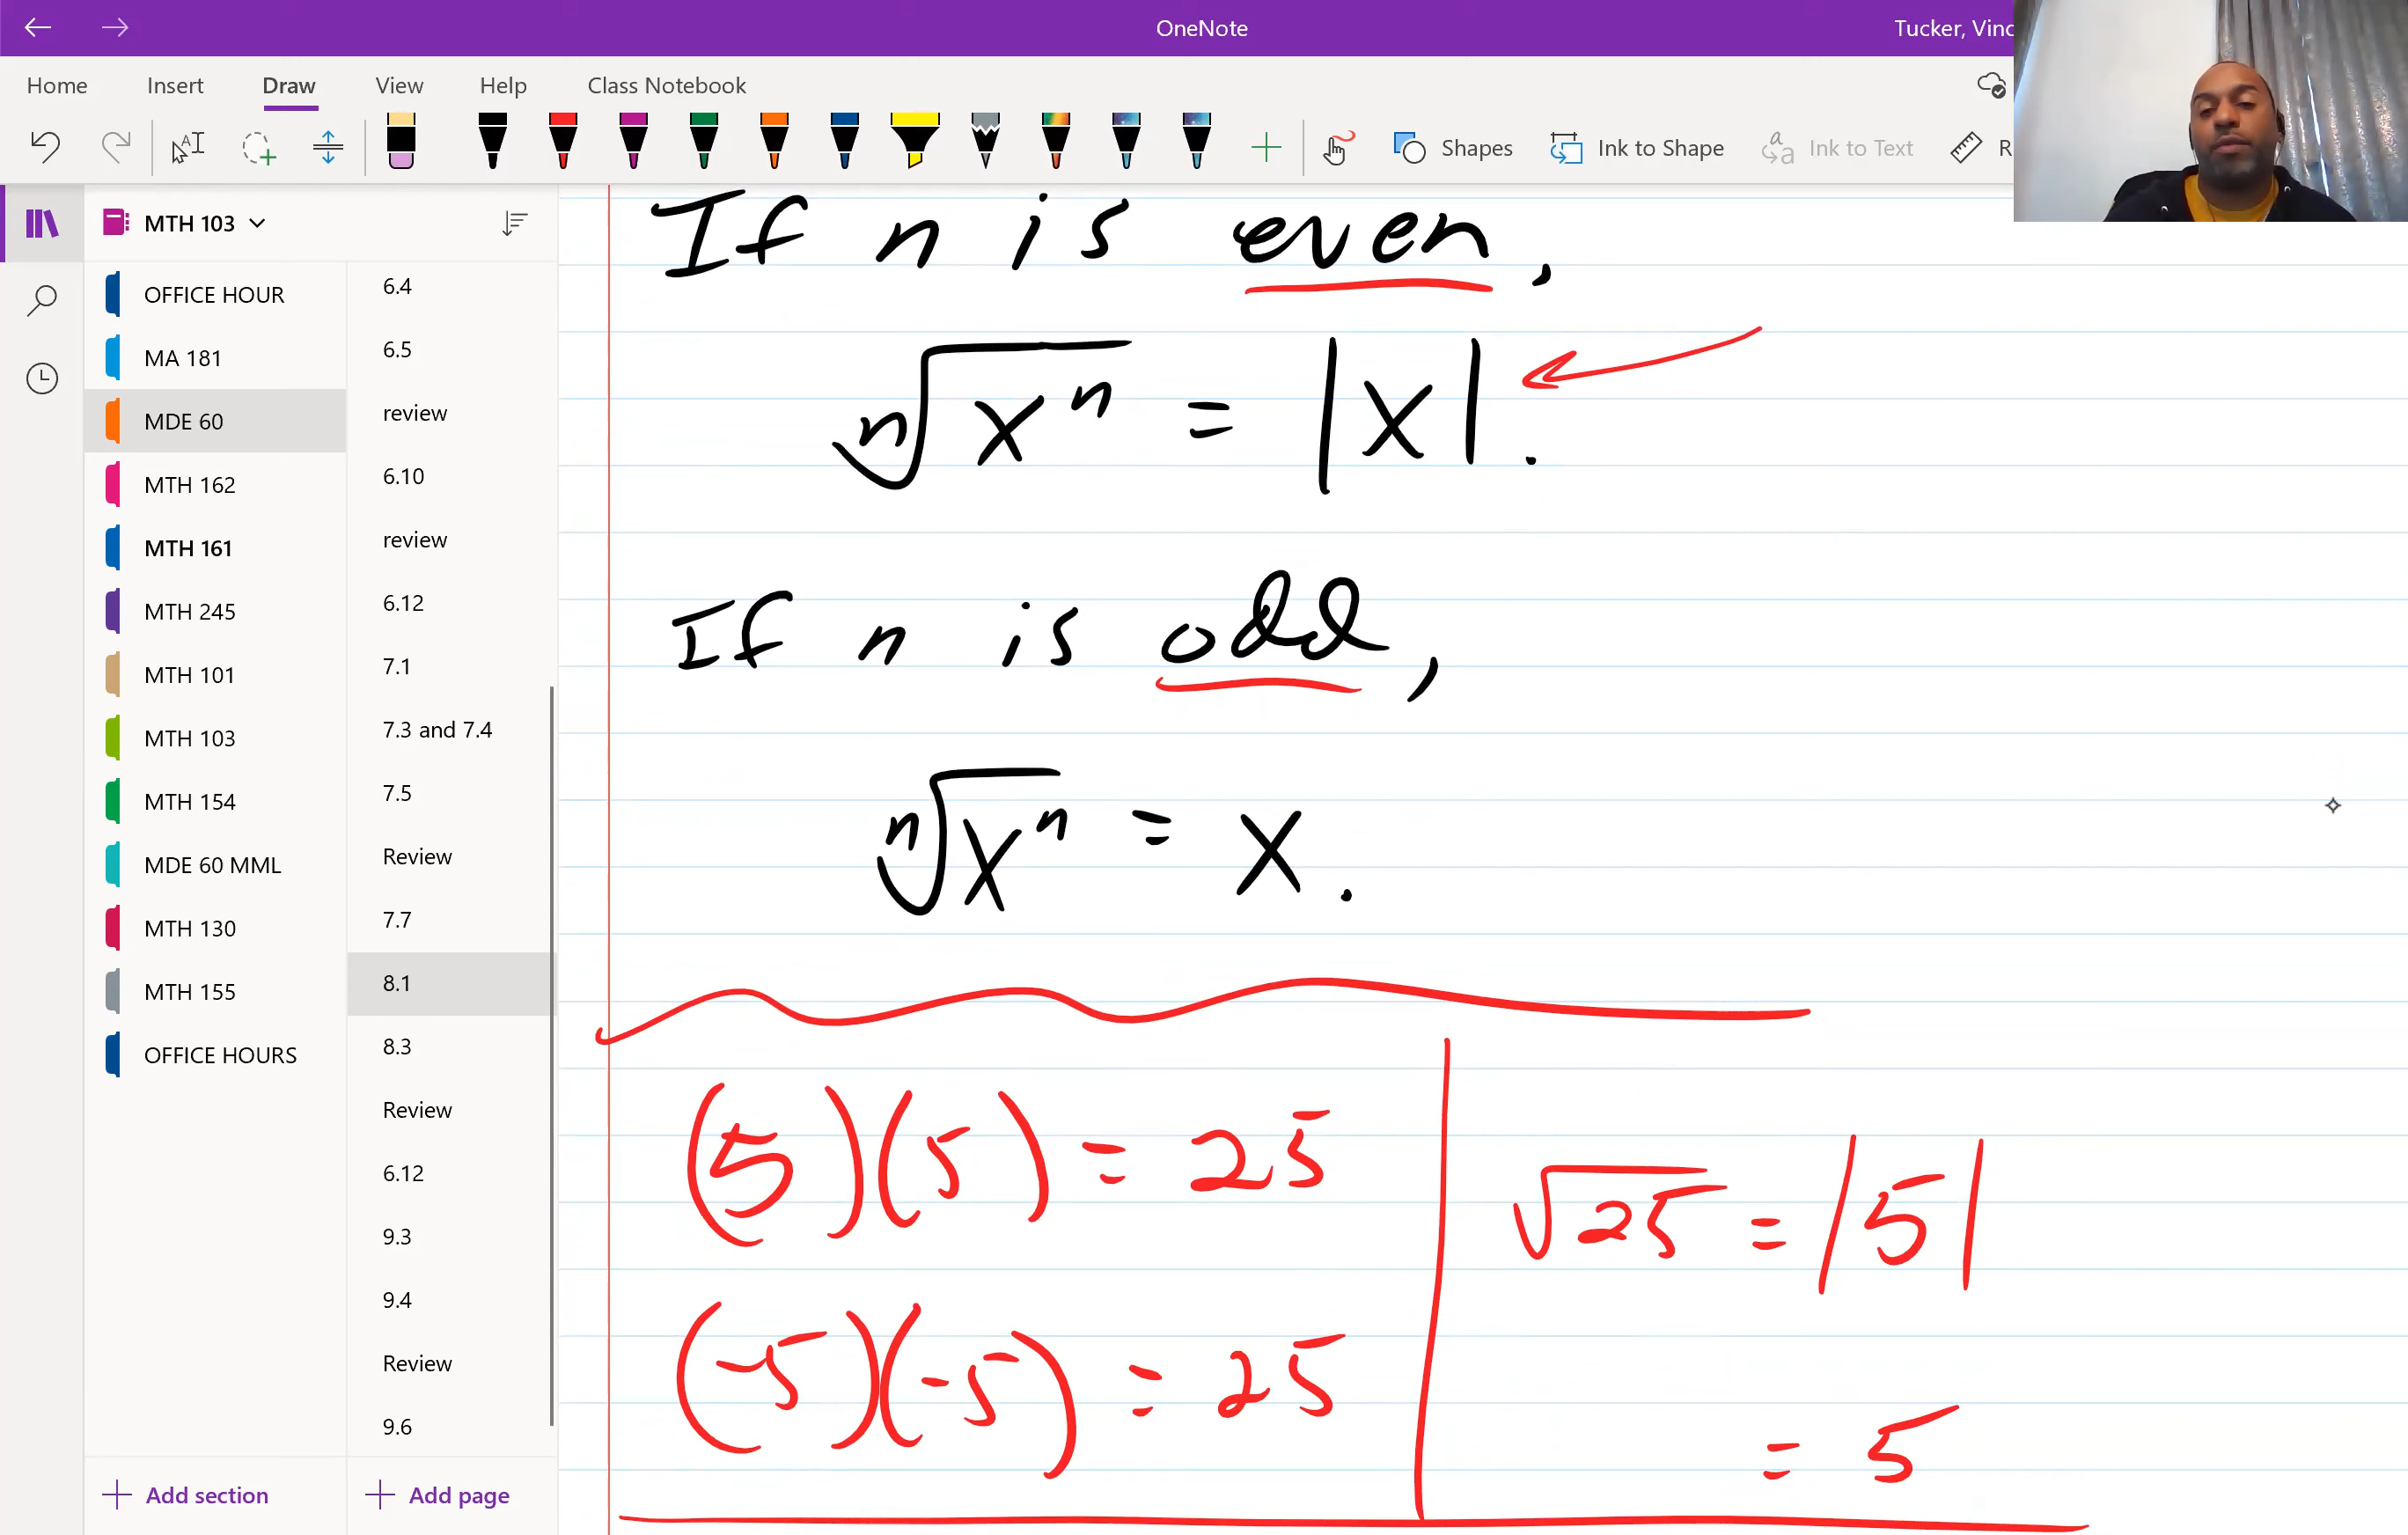 OneNote
Tucker, Vinc
Home Insert Draw View Help Class Notebook
Shapes Ink to Shape Ink to Text R
MTH 103
OFFICE HOUR
MA 181
MDE 60
MTH 162
MTH 161
MTH 245
MTH 101
MTH 103
MTH 154
MDE 60 MML
MTH 130
MTH 155
OFFICE HOURS
Add section
6.4
6.5
review
6.10
review
6.12
7.1
7.3 and 7.4
7.5
Review
7.7
8.1
8.3
Review
6.12
9.3
9.4
Review
9.6
Add page
If n is even,
ⁿ√xⁿ = |x|.
If n is odd,
ⁿ√xⁿ = x.
(5)(5) = 25
(-5)(-5) = 25
√25 = |5|
= 5